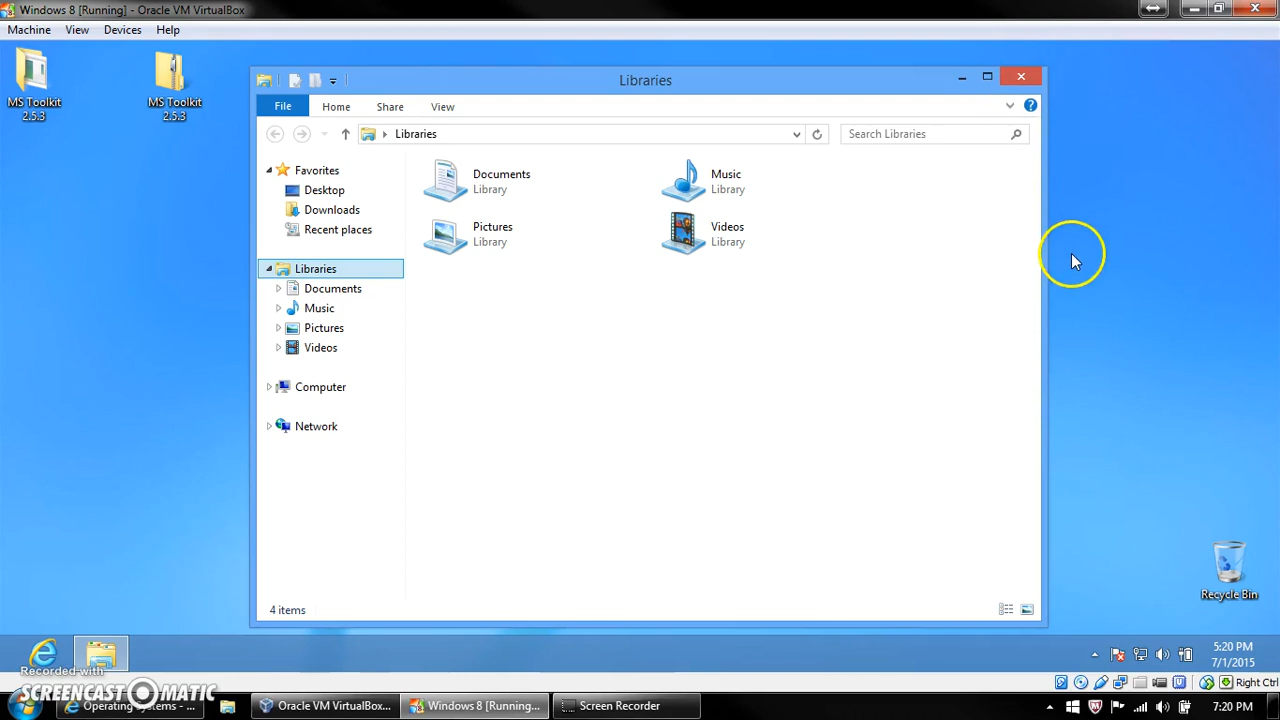 Windows 8 [Running] - Oracle VM VirtualBox
Machine View Devices Help
MS Toolkit
2.5.3
MS Toolkit
2.5.3
Libraries
File Home Share View
Libraries
Search Libraries
Favorites
Desktop
Downloads
Recent places
Libraries
Documents
Music
Pictures
Videos
Computer
Network
Documents
Library
Music
Library
Pictures
Library
Videos
Library
4 items
Recycle Bin
5:20 PM
7/1/2015
Recorded with
SCREENCAST-O-MATIC
Right Ctrl
Operating Systems - ...
Oracle VM VirtualBox...
Windows 8 [Running]...
Screen Recorder
7:20 PM